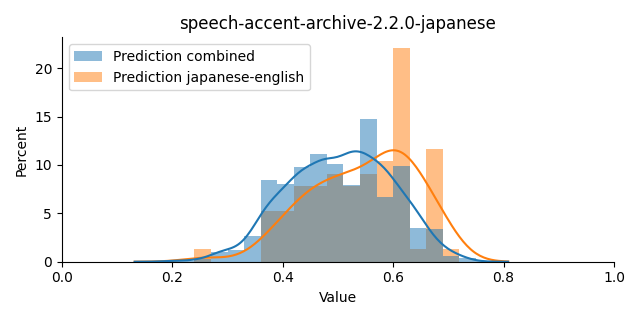 speech-accent-archive-2.2.0-japanese
Prediction combined
Prediction japanese-english
Percent
20
15
10
5
0
0.0 0.2 0.4 0.6 0.8 1.0
Value